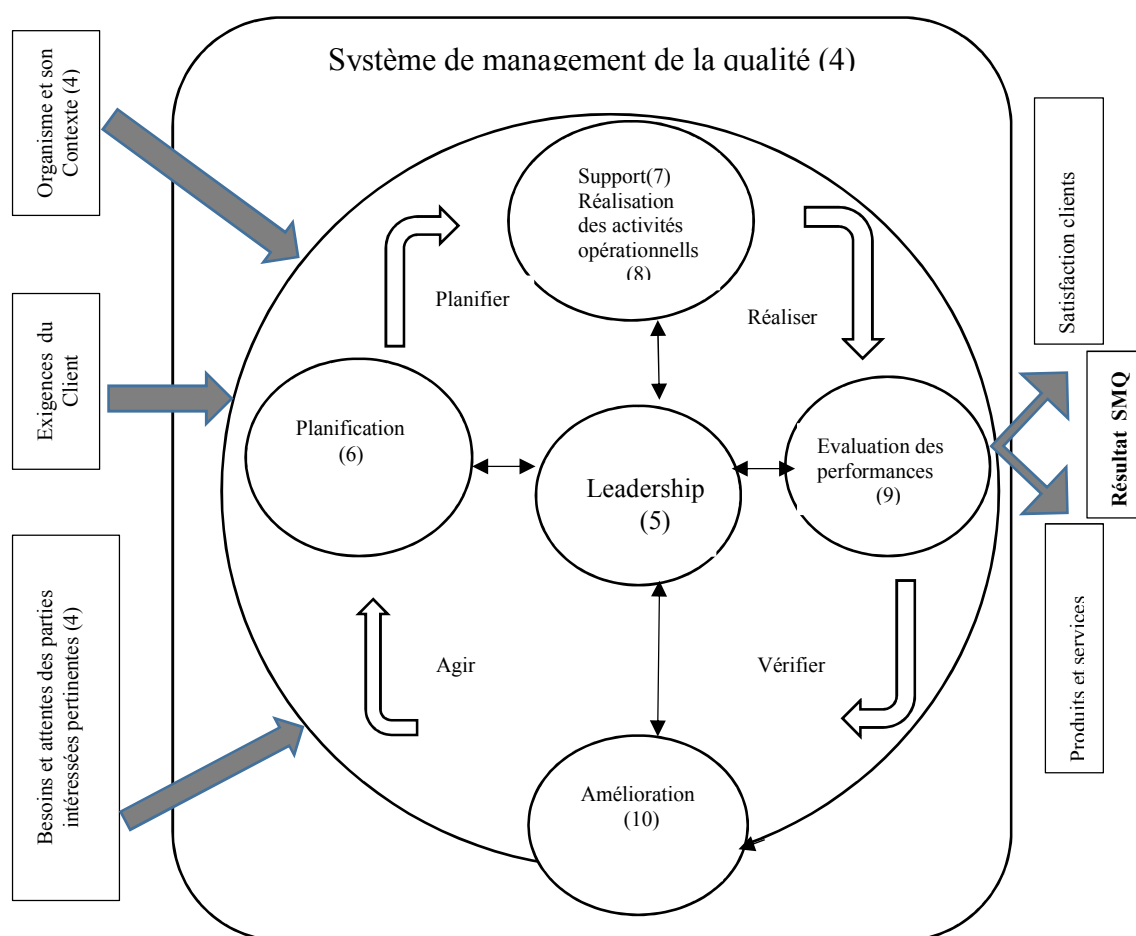 Système de management de la qualité (4)
Organisme et son
Contexte (4)
Support(7)
Réalisation
des activités
opérationnells
(8)
Planifier
Réaliser
Satisfaction clients
Exigences du
Client
Planification
(6)
Leadership
(5)
Evaluation des
performances
(9)
Résultat SMQ
Besoins et attentes des parties
intéressées pertinentes (4)
Agir
Vérifier
Produits et services
Amélioration
(10)